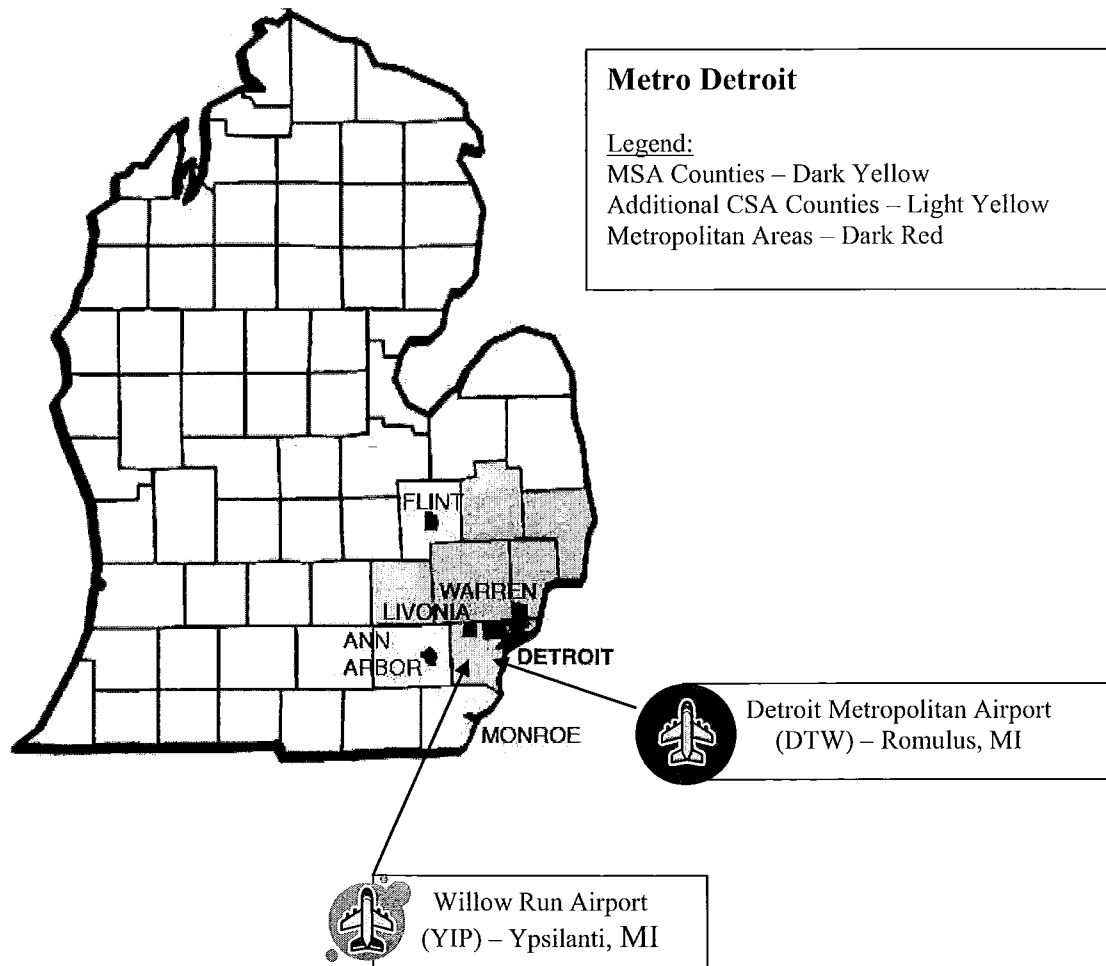 Metro Detroit
Legend:
MSA Counties – Dark Yellow
Additional CSA Counties – Light Yellow
Metropolitan Areas – Dark Red
FLINT
WARREN
LIVONIA
ANN
ARBOR
DETROIT
MONROE
Detroit Metropolitan Airport
(DTW) – Romulus, MI
Willow Run Airport
(YIP) – Ypsilanti, MI